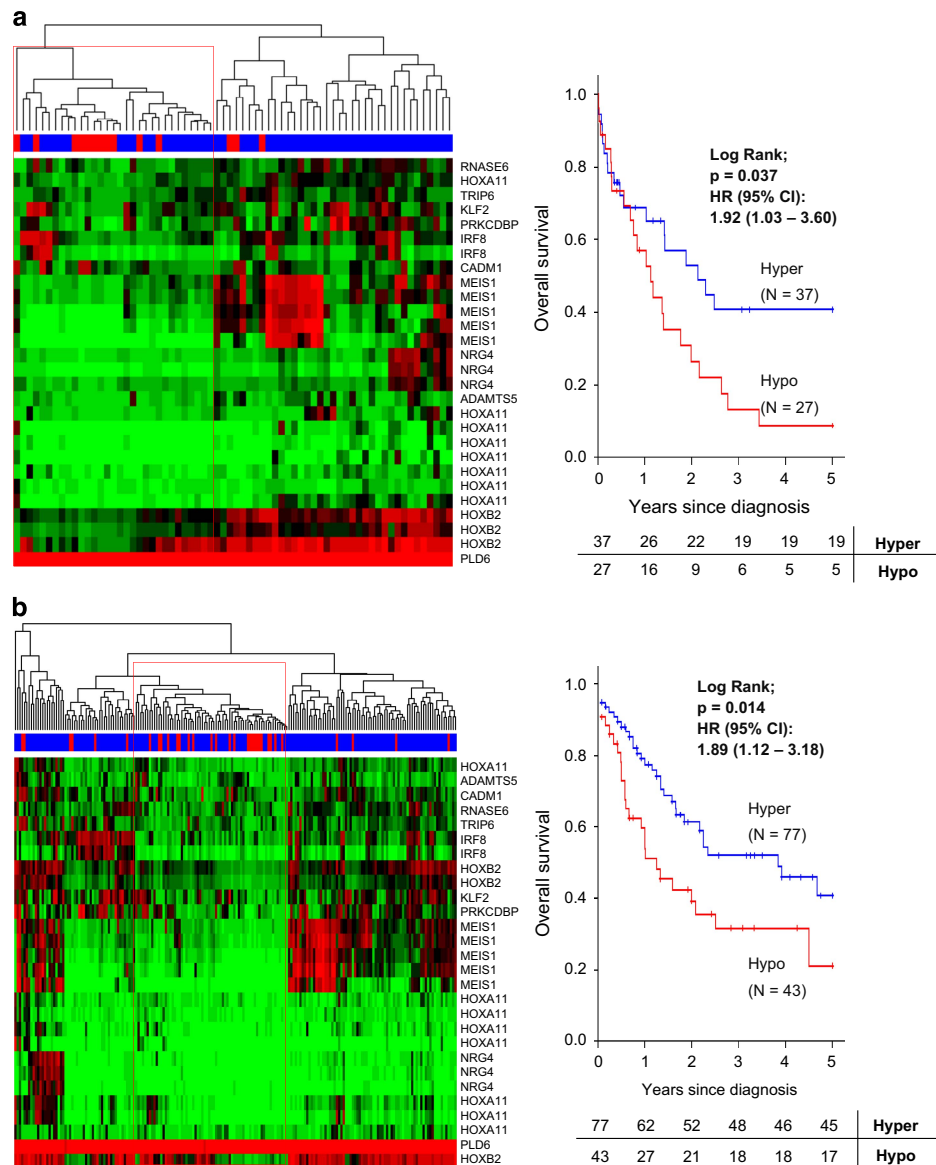 a
RNASE6
HOXA11
TRIP6
KLF2
PRKCDBP
IRF8
IRF8
CADM1
MEIS1
MEIS1
MEIS1
MEIS1
MEIS1
NRG4
NRG4
NRG4
ADAMTS5
HOXA11
HOXA11
HOXA11
HOXA11
HOXA11
HOXA11
HOXA11
HOXB2
HOXB2
HOXB2
PLD6
Overall survival
1.0
0.8
0.6
0.4
0.2
0.0
Log Rank;
p = 0.037
HR (95% CI):
1.92 (1.03 – 3.60)
Hyper
(N = 37)
Hypo
(N = 27)
0 1 2 3 4 5
Years since diagnosis
37 26 22 19 19 19 Hyper
27 16 9 6 5 5 Hypo
b
HOXA11
ADAMTS5
CADM1
RNASE6
TRIP6
IRF8
IRF8
HOXB2
HOXB2
KLF2
PRKCDBP
MEIS1
MEIS1
MEIS1
MEIS1
MEIS1
HOXA11
HOXA11
HOXA11
HOXA11
NRG4
NRG4
NRG4
HOXA11
HOXA11
HOXA11
PLD6
HOXB2
Overall survival
1.0
0.8
0.6
0.4
0.2
0.0
Log Rank;
p = 0.014
HR (95% CI):
1.89 (1.12 – 3.18)
Hyper
(N = 77)
Hypo
(N = 43)
0 1 2 3 4 5
Years since diagnosis
77 62 52 48 46 45 Hyper
43 27 21 18 18 17 Hypo